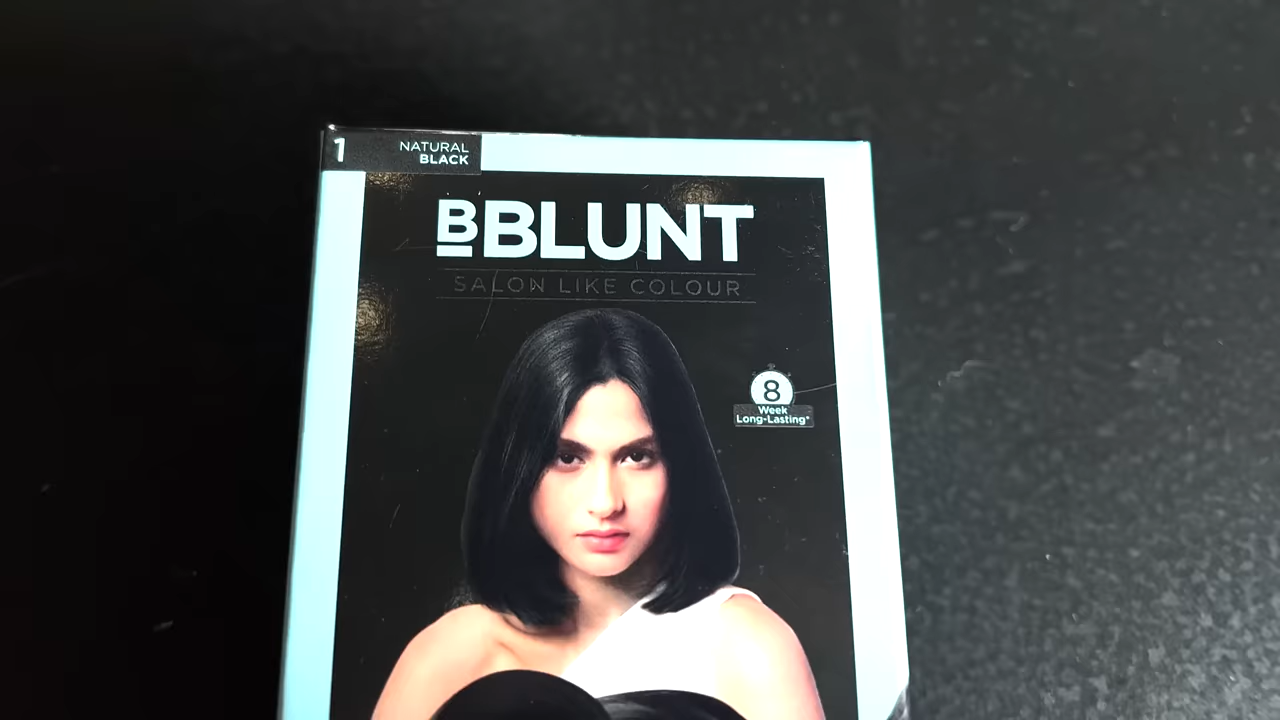 1
NATURAL
BLACK
BBLUNT
SALON LIKE COLOUR
8
Week
Long-Lasting*